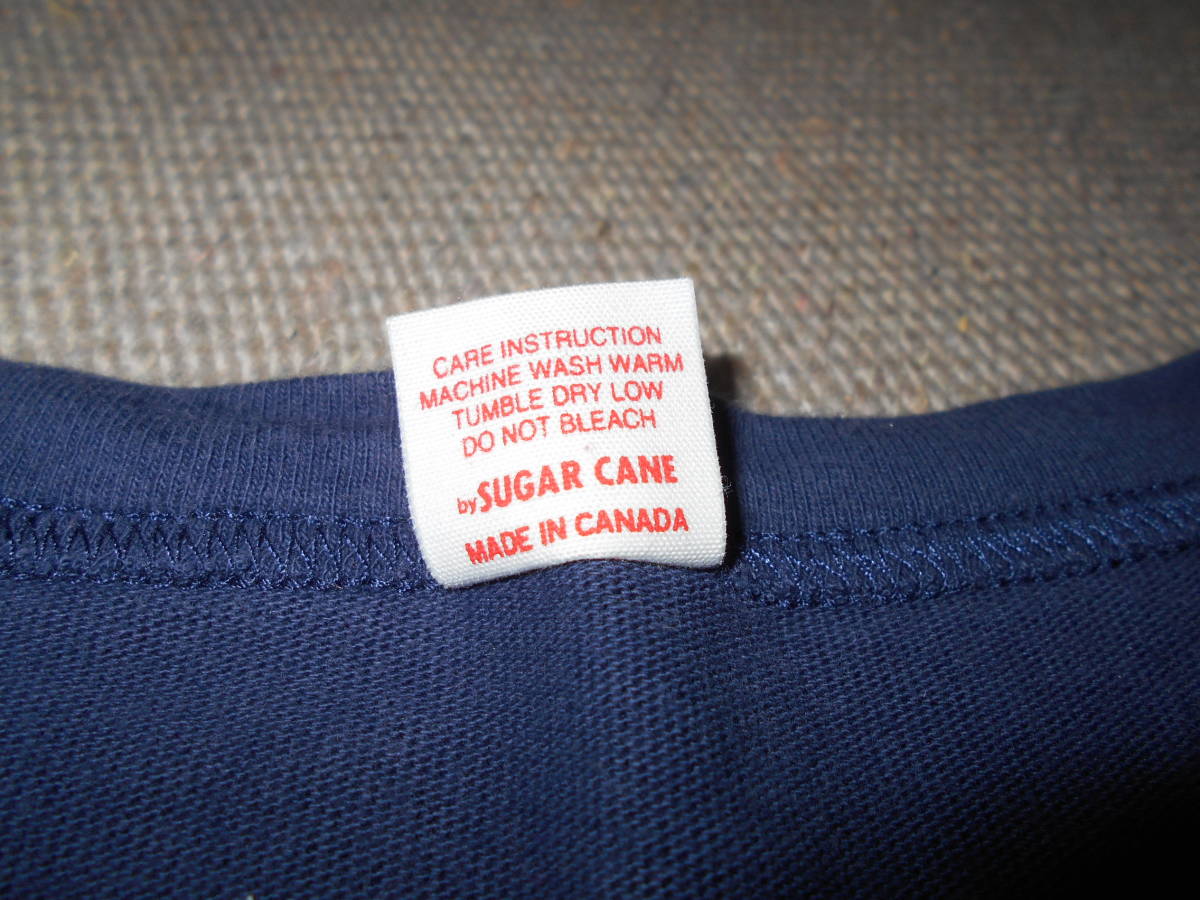 CARE INSTRUCTION
MACHINE WASH WARM
TUMBLE DRY LOW
DO NOT BLEACH
by SUGAR CANE
MADE IN CANADA